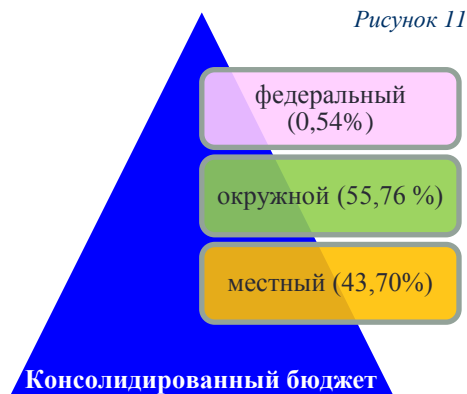 Рисунок 11
федеральный
(0,54%)
окружной (55,76 %)
местный (43,70%)
Консолидированный бюджет